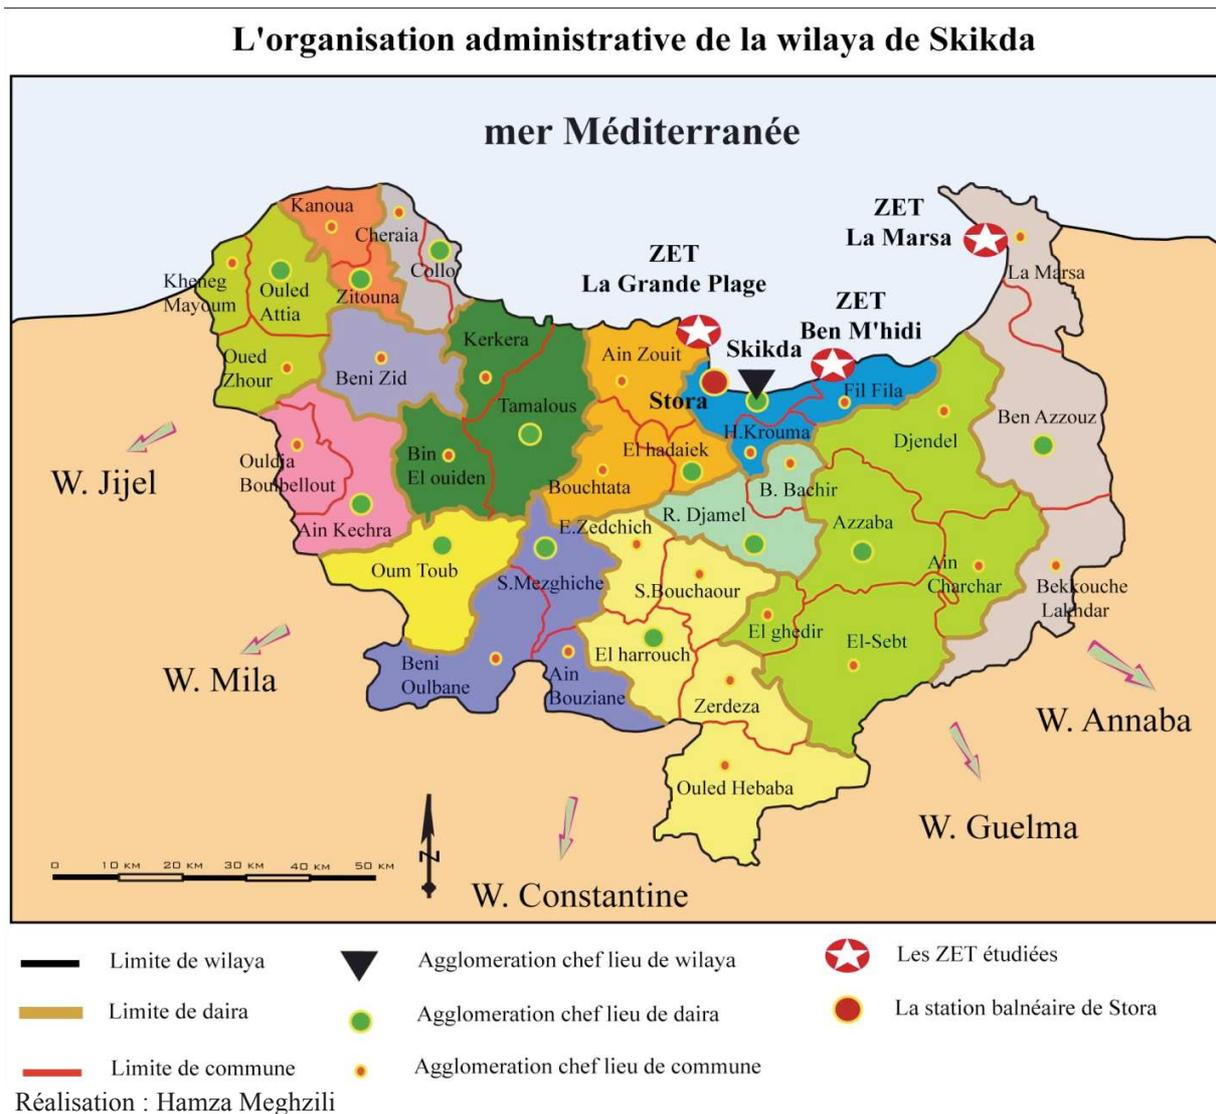 L'organisation administrative de la wilaya de Skikda
mer Méditerranée
ZET
La Marsa
ZET
La Grande Plage
ZET
Ben M'hidi
Skikda
Stora
Kanoua
Cheraia
Collo
Kheneg
Mayoum
Ouled
Attia
Zitouna
La Marsa
Kerkera
Ain Zouit
Oued
Zhour
Beni Zid
Fil Fila
Tamalous
Ben Azzouz
H.Krouma
Djendel
Ouldja
Boulbellout
Bin
El ouiden
El hadaiek
Bouchtata
B. Bachir
W. Jijel
Ain Kechra
E.Zedchich
R. Djamel
Azzaba
Oum Toub
S.Mezghiche
S.Bouchaour
Ain
Charchar
Bekkouche
Lakhdar
El ghedir
El-Sebt
El harrouch
Beni
Oulbane
Ain
Bouziane
W. Mila
Zerdeza
W. Annaba
Ouled Hebaba
W. Guelma
0 10 KM 20 KM 30 KM 40 KM 50 KM
N
W. Constantine
Limite de wilaya
Agglomeration chef lieu de wilaya
Les ZET étudiées
Limite de daira
Agglomeration chef lieu de daira
La station balnéaire de Stora
Limite de commune
Agglomeration chef lieu de commune
Réalisation : Hamza Meghzili